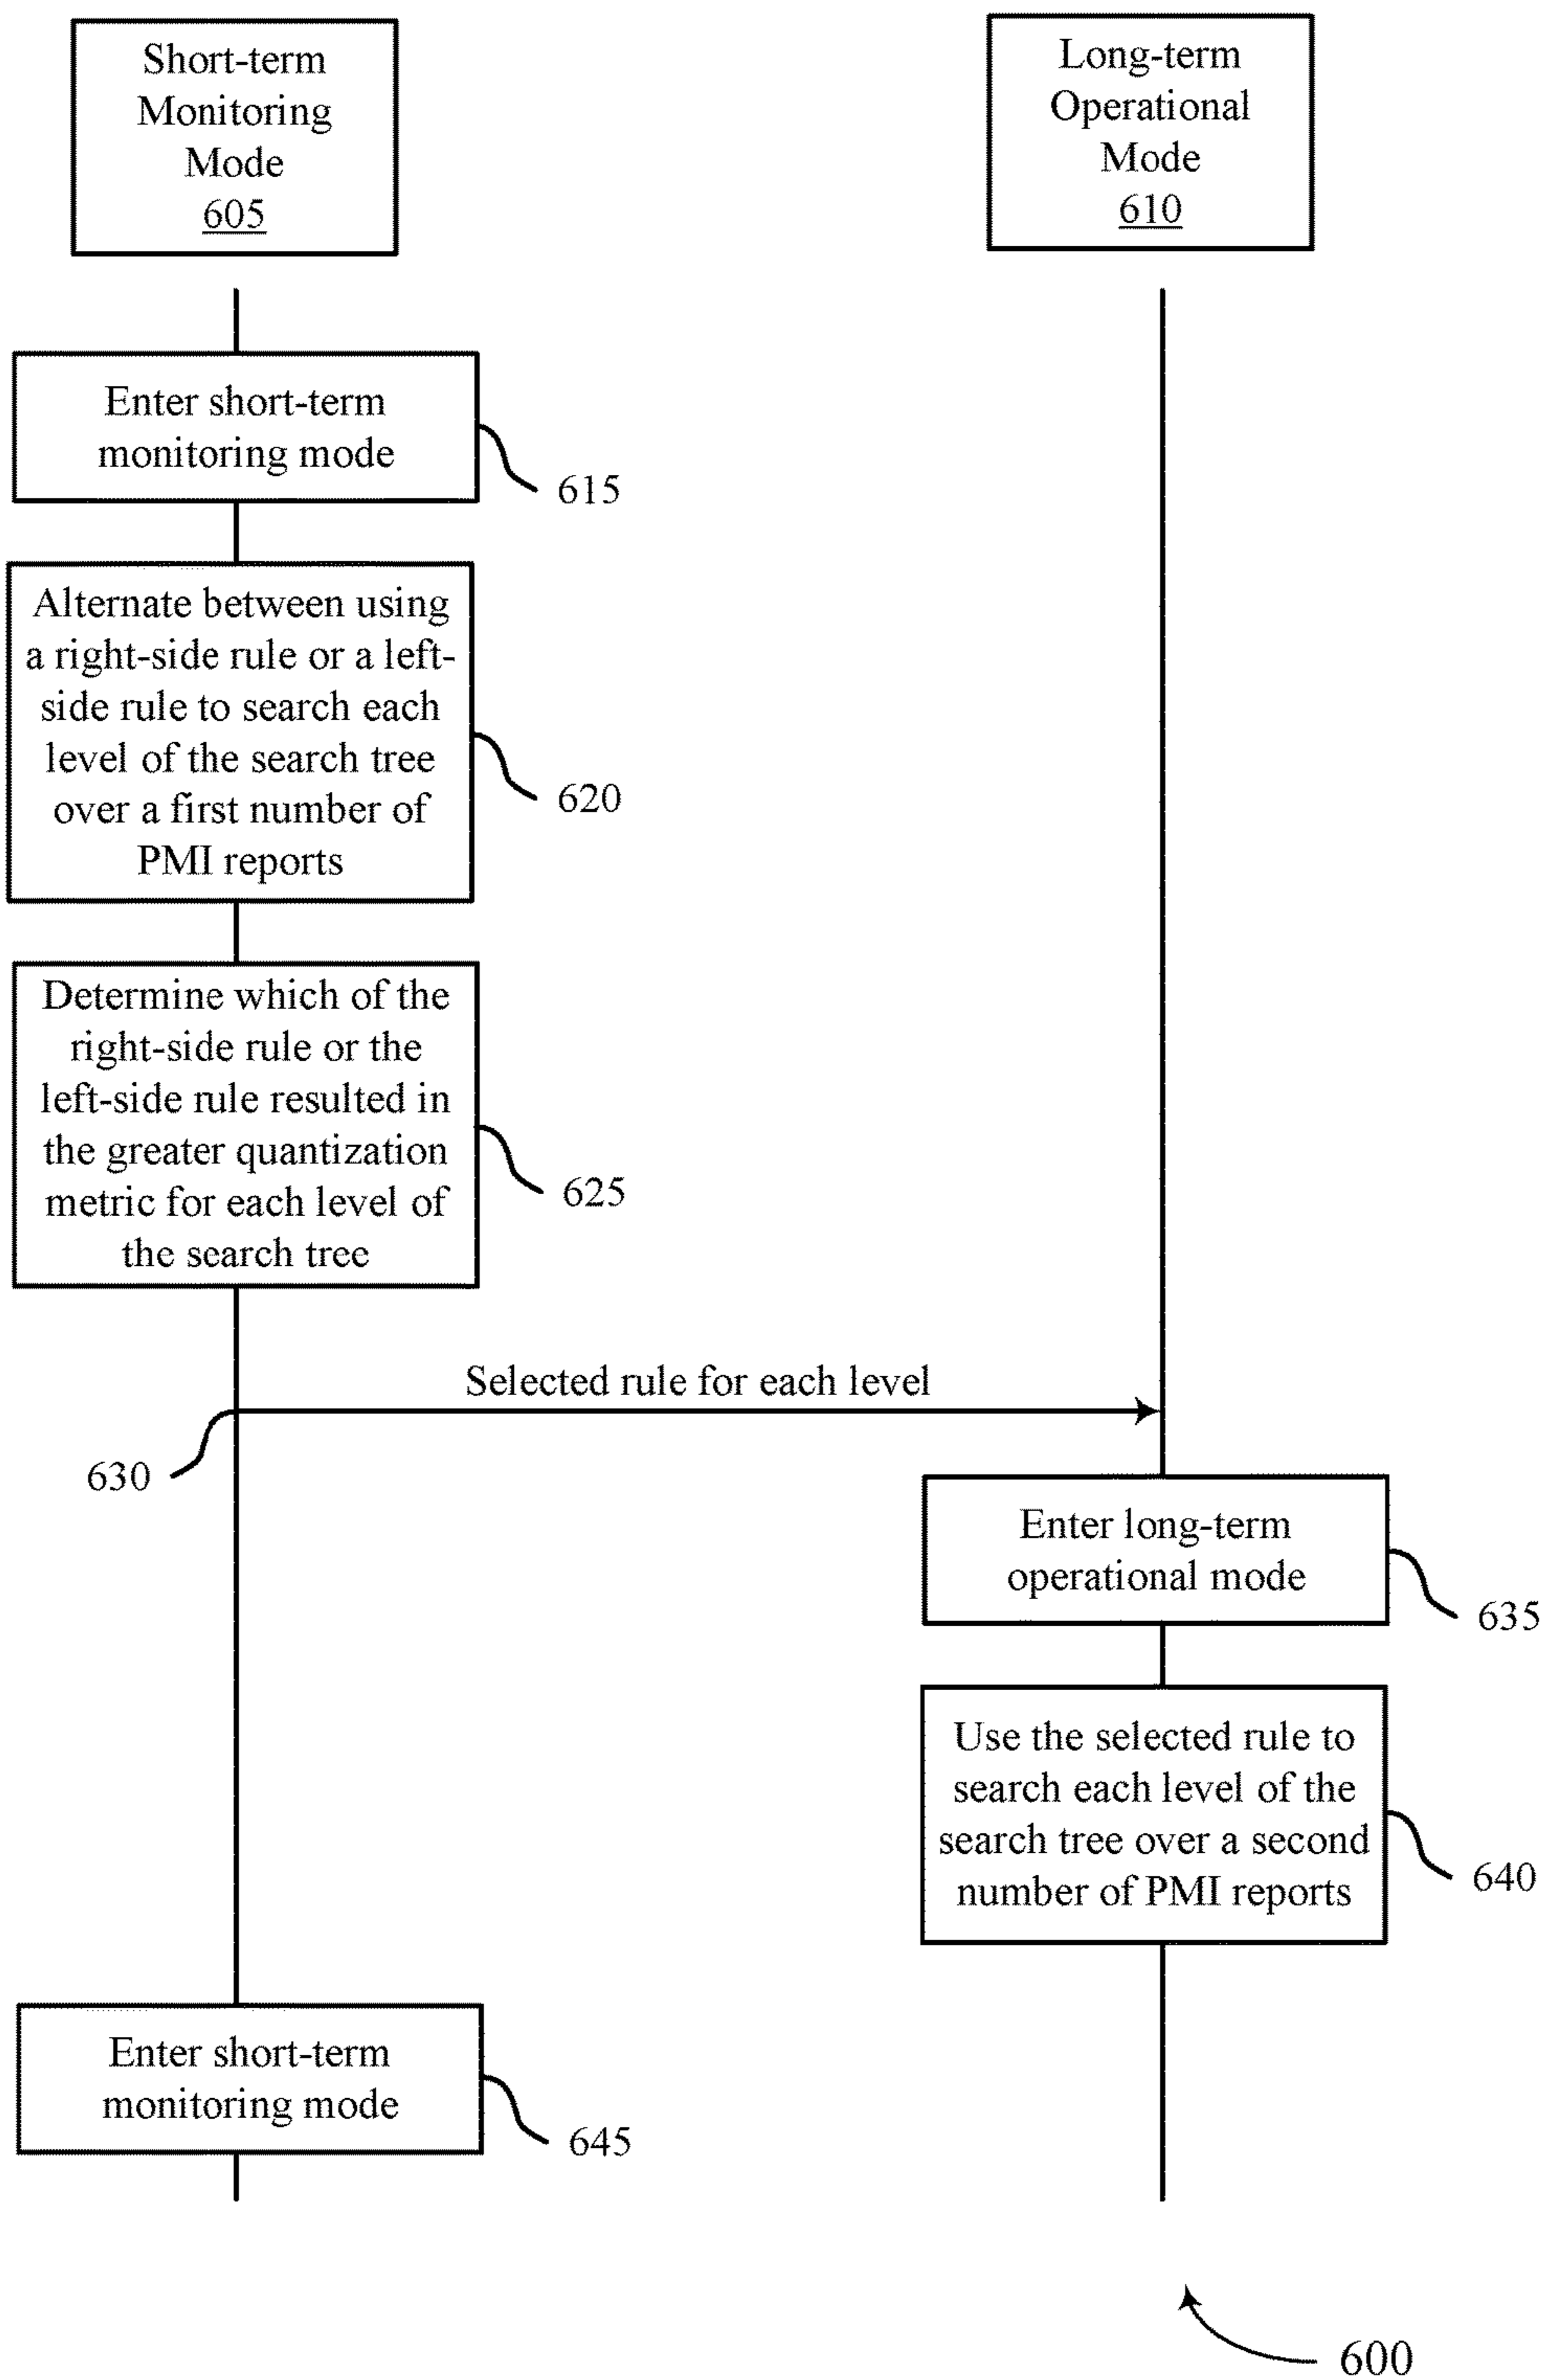 Short-term
Monitoring
Mode
605
Long-term
Operational
Mode
610
Enter short-term
monitoring mode
615
Alternate between using
a right-side rule or a left-
side rule to search each
level of the search tree
over a first number of
PMI reports
620
Determine which of the
right-side rule or the
left-side rule resulted in
the greater quantization
metric for each level of
the search tree
625
Selected rule for each level
630
Enter long-term
operational mode
635
Use the selected rule to
search each level of the
search tree over a second
number of PMI reports
640
Enter short-term
monitoring mode
645
600